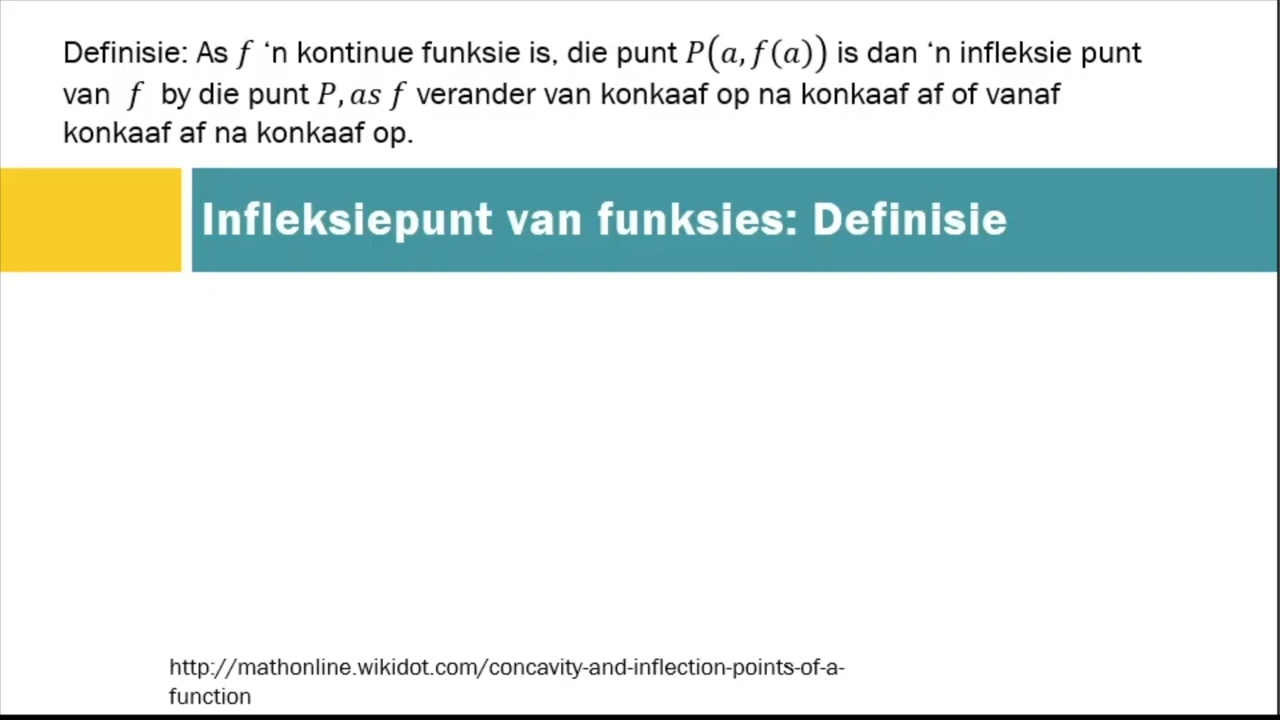 Definisie: As f ‘n kontinue funksie is, die punt P(a, f(a)) is dan ‘n infleksie punt
van f by die punt P, as f verander van konkaaf op na konkaaf af of vanaf
konkaaf af na konkaaf op.
Infleksiepunt van funksies: Definisie
http://mathonline.wikidot.com/concavity-and-inflection-points-of-a-
function